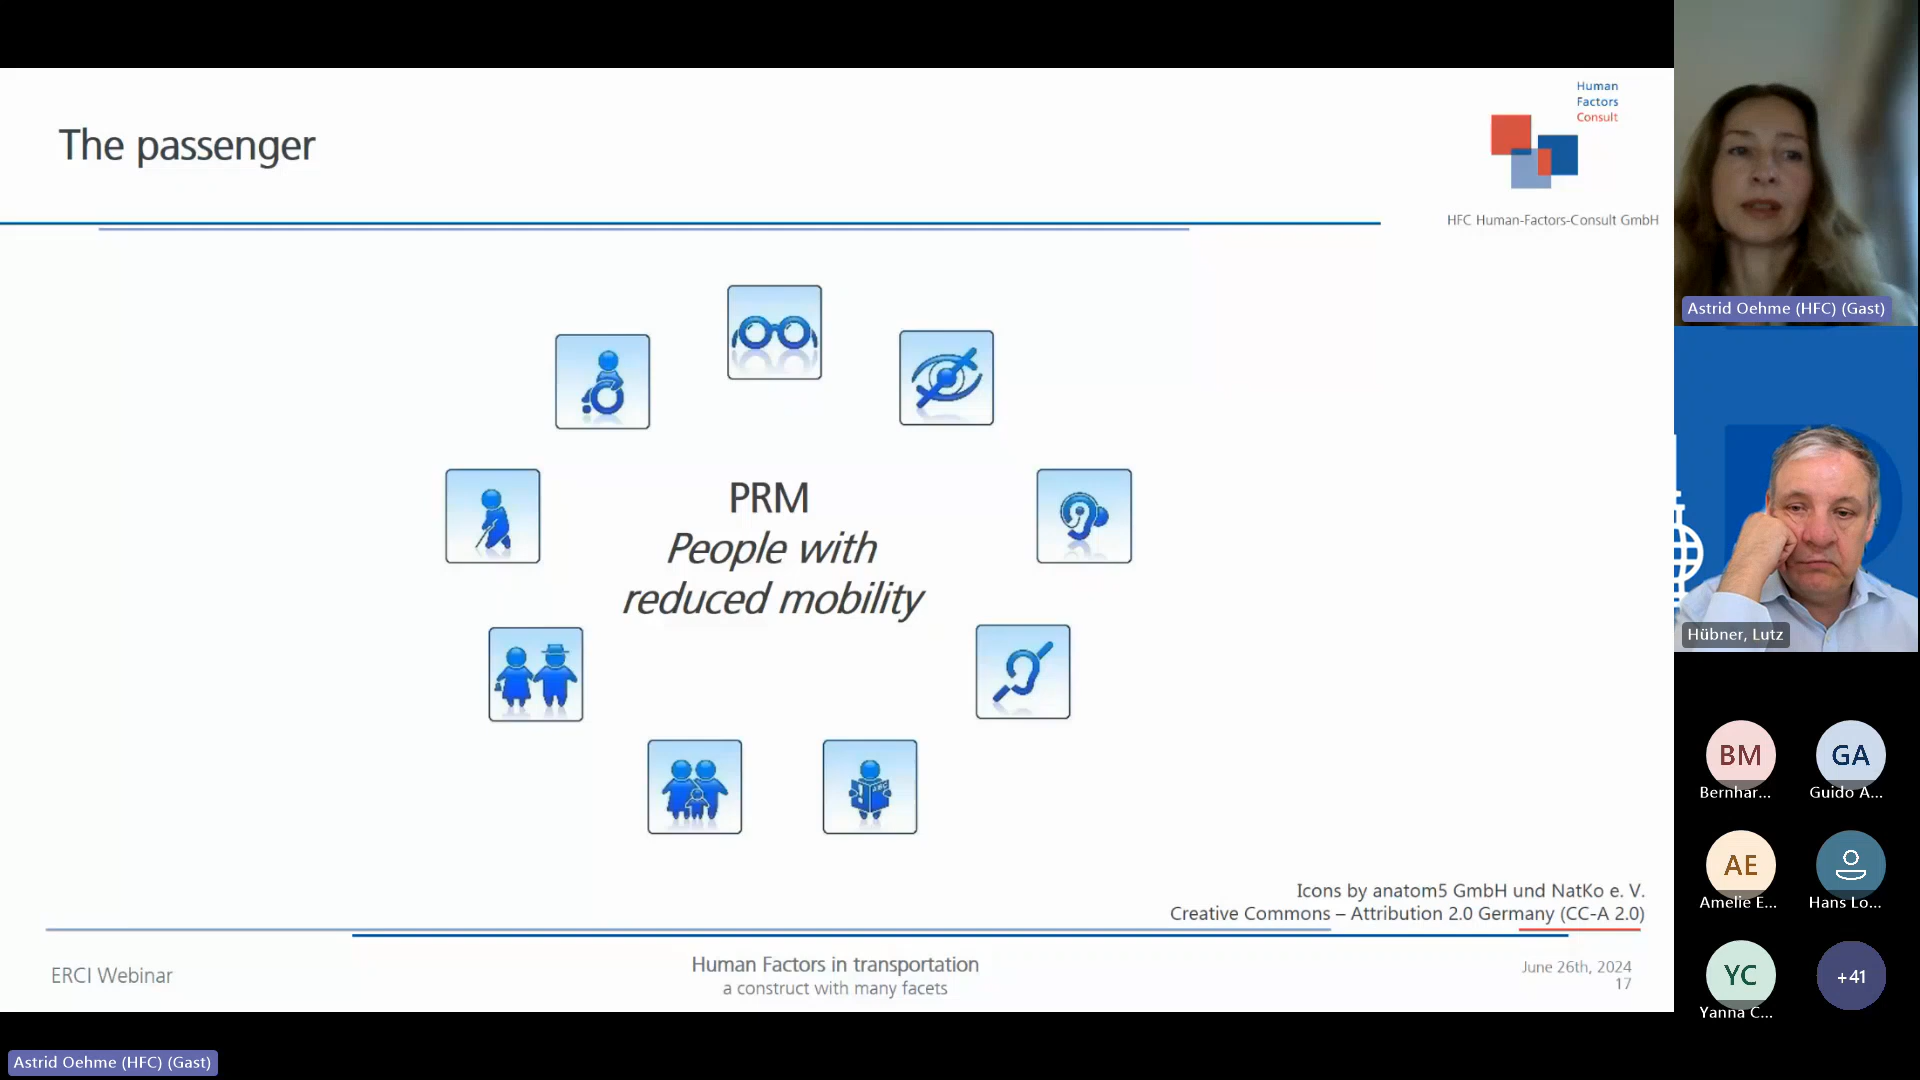 The passenger
Human
Factors
Consult
HFC Human-Factors-Consult GmbH
PRM
People with
reduced mobility
ABC
Icons by anatom5 GmbH und NatKo e. V.
Creative Commons – Attribution 2.0 Germany (CC-A 2.0)
ERCI Webinar
Human Factors in transportation
a construct with many facets
June 26th, 2024
17
Astrid Oehme (HFC) (Gast)
Hübner, Lutz
BM
Bernhar...
GA
Guido A...
AE
Amelie E...
Hans Lo...
YC
Yanna C...
+41
Astrid Oehme (HFC) (Gast)